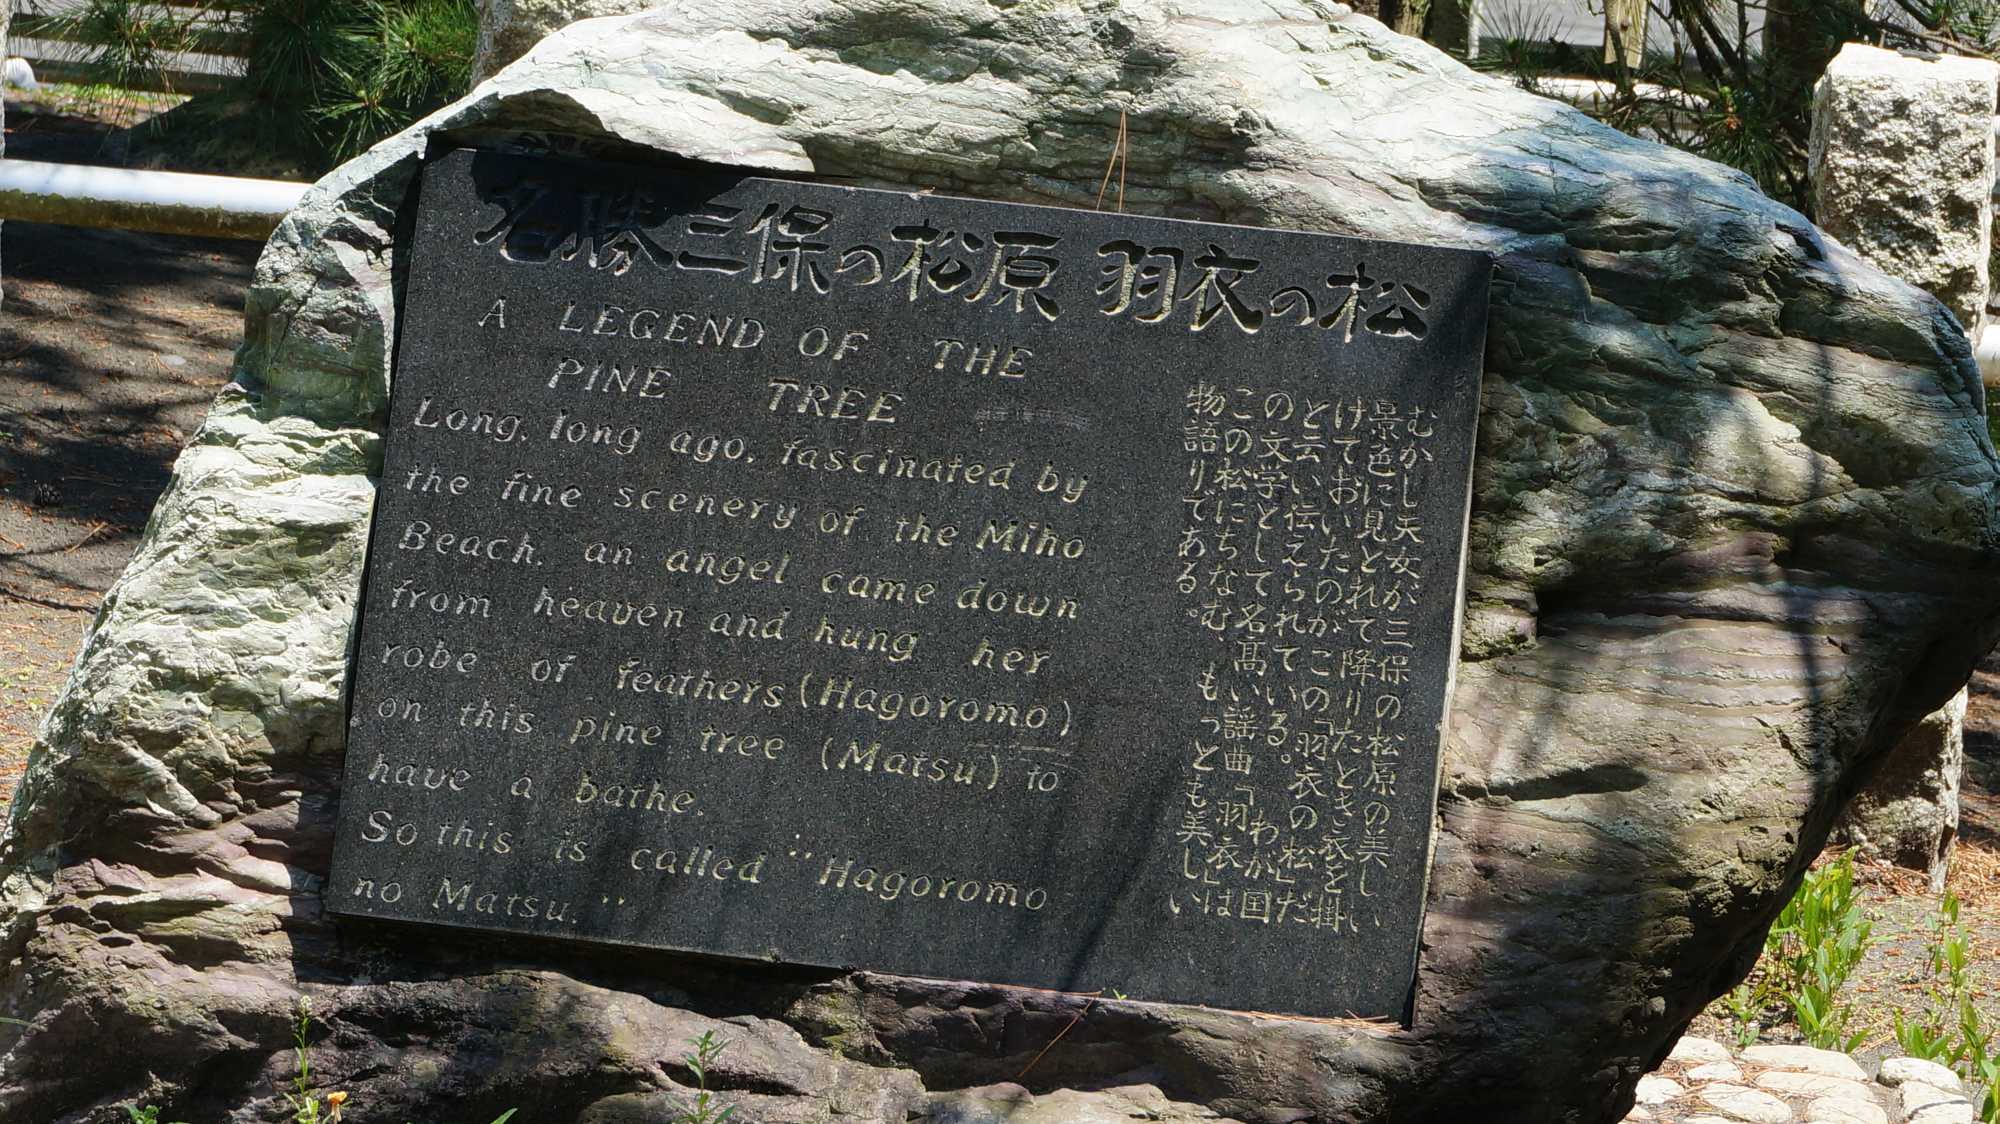 名勝三保の松原 羽衣の松
A LEGEND OF THE
PINE TREE
Long, long ago, fascinated by
the fine scenery of the Miho
Beach, an angel came down
from heaven and hung her
robe of feathers (Hagoromo)
on this pine tree (Matsu) to
have a bathe.
So this is called "Hagoromo
no Matsu."
むかし天女が三保の松原の美しい
景色に見とれて降りたとき衣を掛
けておいたのがこの「羽衣の松」だ
と云い伝えられている。 わが国
の文学として名高い謡曲「羽衣」は
この松にちなむ、もっとも美しい
物語りである。